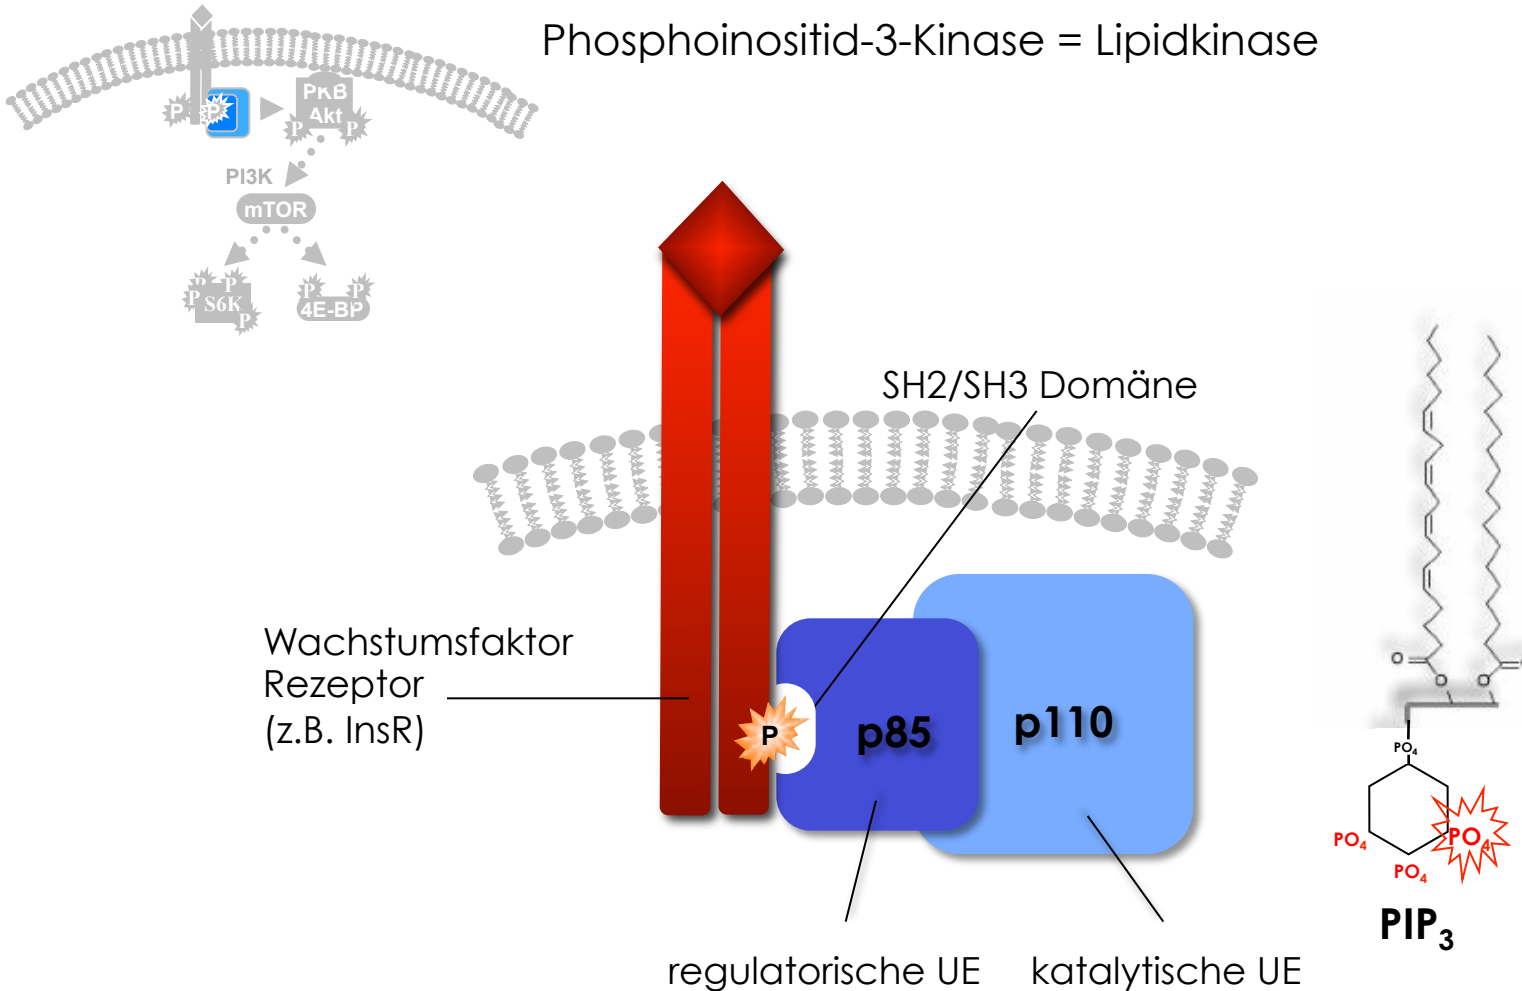 Phosphoinositid-3-Kinase = Lipidkinase
PKB
Akt
P
P
P
P
PI3K
mTOR
P
P
P
S6K
P
P
P
4E-BP
SH2/SH3 Domäne
Wachstumsfaktor
Rezeptor
(z.B. InsR)
P
p85
p110
regulatorische UE
katalytische UE
O
O
O
O
PO₄
PO₄
PO₄
PO₄
PIP₃